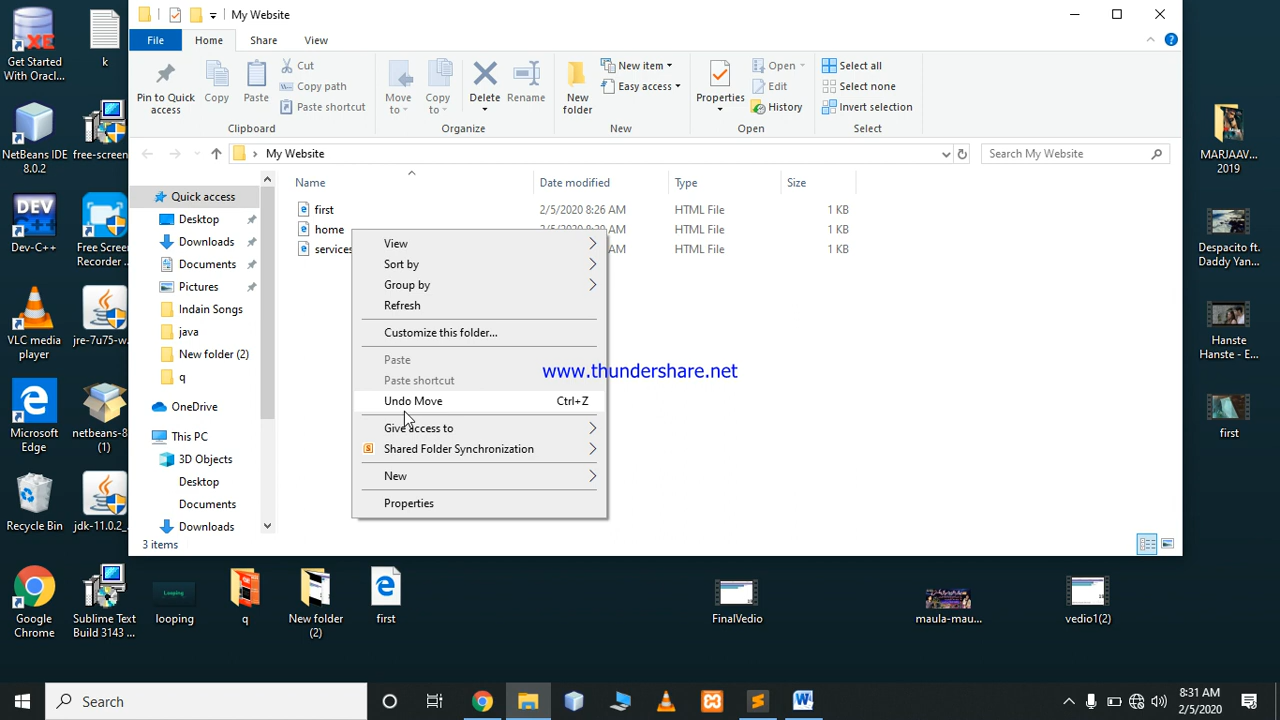 My Website
File
Home
Share
View
Pin to Quick access
Copy
Paste
Cut
Copy path
Paste shortcut
Move to
Copy to
Delete
Rename
New folder
New item
Easy access
Properties
Open
Edit
History
Select all
Select none
Invert selection
Clipboard
Organize
New
Open
Select
My Website
Search My Website
Name
Date modified
Type
Size
first 2/5/2020 8:26 AM HTML File 1 KB
home HTML File 1 KB
services HTML File 1 KB
Quick access
Desktop
Downloads
Documents
Pictures
Indain Songs
java
New folder (2)
q
OneDrive
This PC
3D Objects
Desktop
Documents
Downloads
3 items
View
Sort by
Group by
Refresh
Customize this folder...
Paste
Paste shortcut
Undo Move Ctrl+Z
Give access to
Shared Folder Synchronization
New
Properties
www.thundershare.net
XE
Get Started
With Oracl...
k
NetBeans IDE
8.0.2
free-screen
DEV
Dev-C++
Free Screen
Recorder ...
VLC media
player
jre-7u75-w...
Microsoft
Edge
netbeans-8
(1)
Recycle Bin
jdk-11.0.2_
Google
Chrome
Sublime Text
Build 3143 ...
Looping
looping
q
New folder
(2)
first
FinalVedio
maula-mau...
vedio1(2)
MARJAAV...
2019
Despacito ft.
Daddy Yan...
Hanste
Hanste - E...
first
Search
8:31 AM
2/5/2020